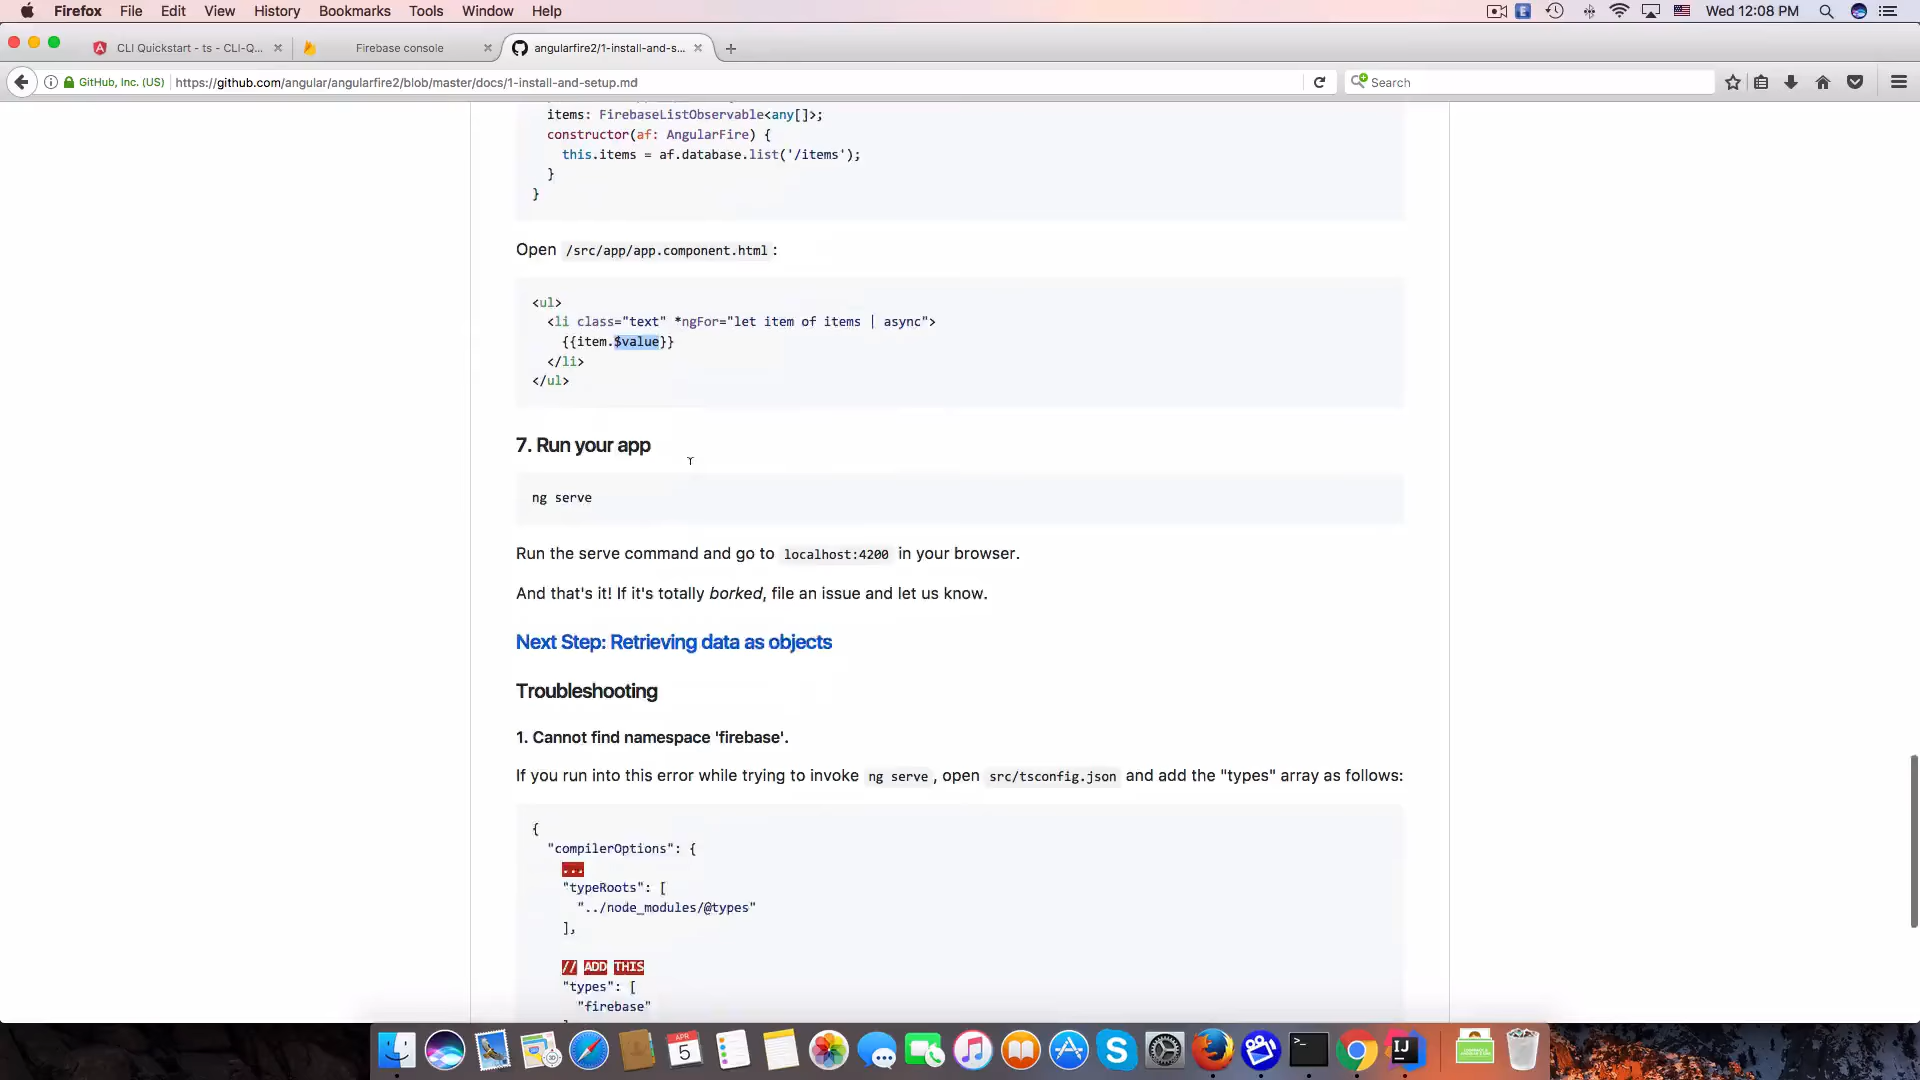 Firefox File Edit View History Bookmarks Tools Window Help Wed 12:08 PM
CLI Quickstart - ts - CLI-Q... Firebase console angularfire2/1-install-and-s...
GitHub, Inc. (US) https://github.com/angular/angularfire2/blob/master/docs/1-install-and-setup.md Search
items: FirebaseListObservable<any[]>;
constructor(af: AngularFire) {
this.items = af.database.list('/items');
}
}
Open /src/app/app.component.html:
<ul>
<li class="text" *ngFor="let item of items | async">
{{item.$value}}
</li>
</ul>
7. Run your app
ng serve
Run the serve command and go to localhost:4200 in your browser.
And that's it! If it's totally borked, file an issue and let us know.
Next Step: Retrieving data as objects
Troubleshooting
1. Cannot find namespace 'firebase'.
If you run into this error while trying to invoke ng serve, open src/tsconfig.json and add the "types" array as follows:
{
"compilerOptions": {
...
"typeRoots": [
"../node_modules/@types"
],
// ADD THIS
"types": [
"firebase"
APR
5
IJ